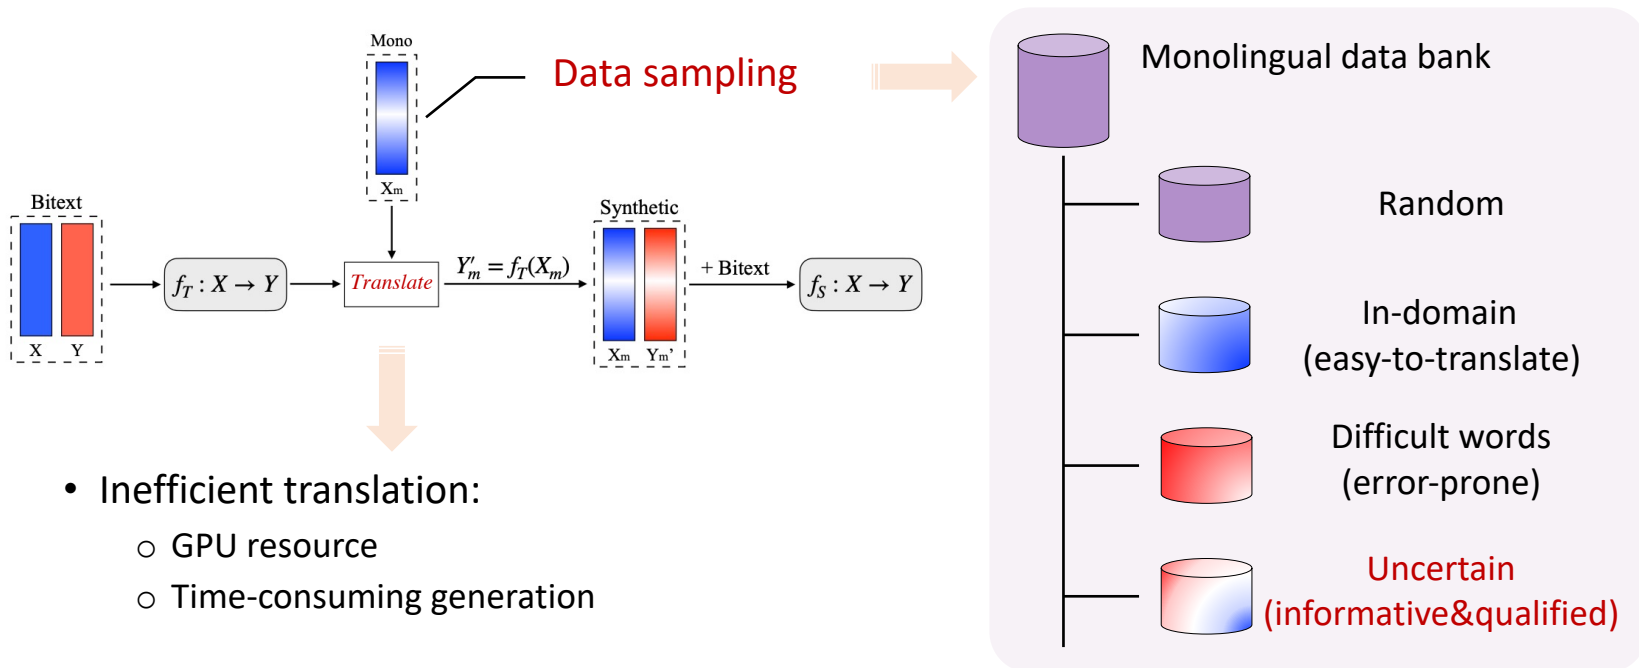 Mono
Xm
Data sampling
Monolingual data bank
Bitext
X Y
fT : X → Y
Translate
Y′m = fT(Xm)
Synthetic
Xm Ym’
+ Bitext
fS : X → Y
• Inefficient translation:
o GPU resource
o Time-consuming generation
Random
In-domain
(easy-to-translate)
Difficult words
(error-prone)
Uncertain
(informative&qualified)